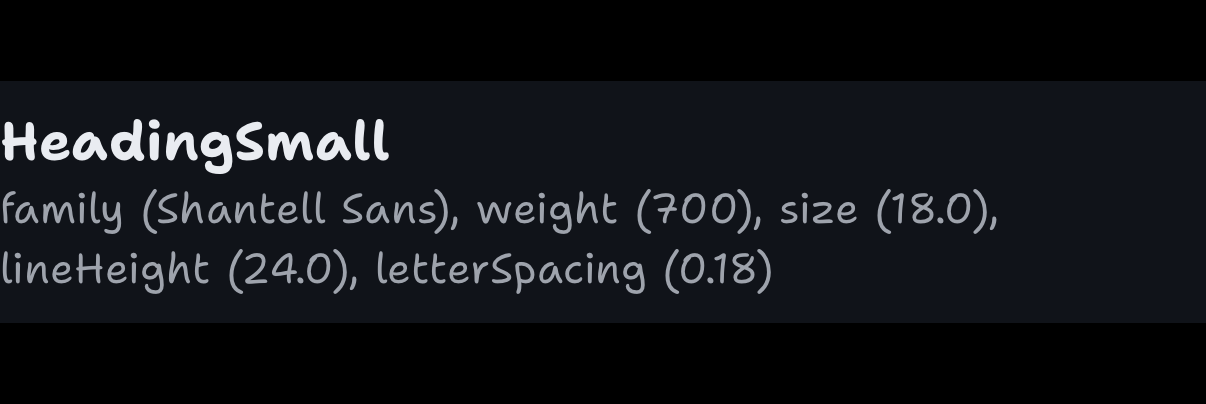 HeadingSmall
family (Shantell Sans), weight (700), size (18.0),
lineHeight (24.0), letterSpacing (0.18)